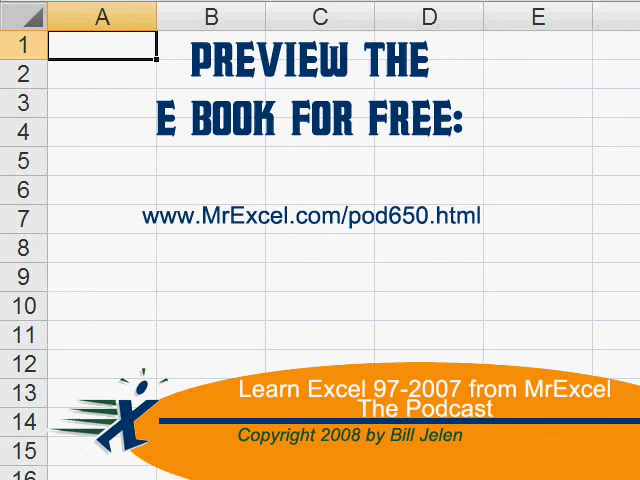 A B C D E
1
PREVIEW THE
2
3
E BOOK FOR FREE:
4
5
6
7
www.MrExcel.com/pod650.html
8
9
10
11
12
13
Learn Excel 97-2007 from MrExcel
The Podcast
14
Copyright 2008 by Bill Jelen
15
16